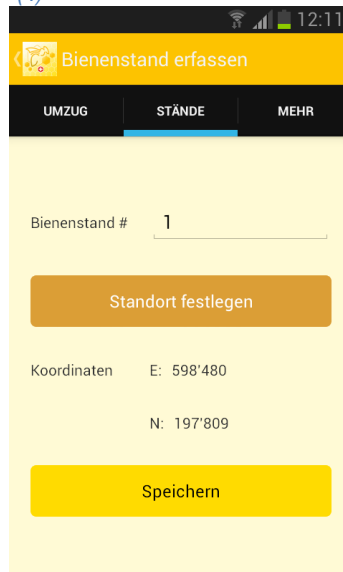 12:11
Bienenstand erfassen
UMZUG STÄNDE MEHR
Bienenstand # 1
Standort festlegen
Koordinaten E: 598'480
N: 197'809
Speichern